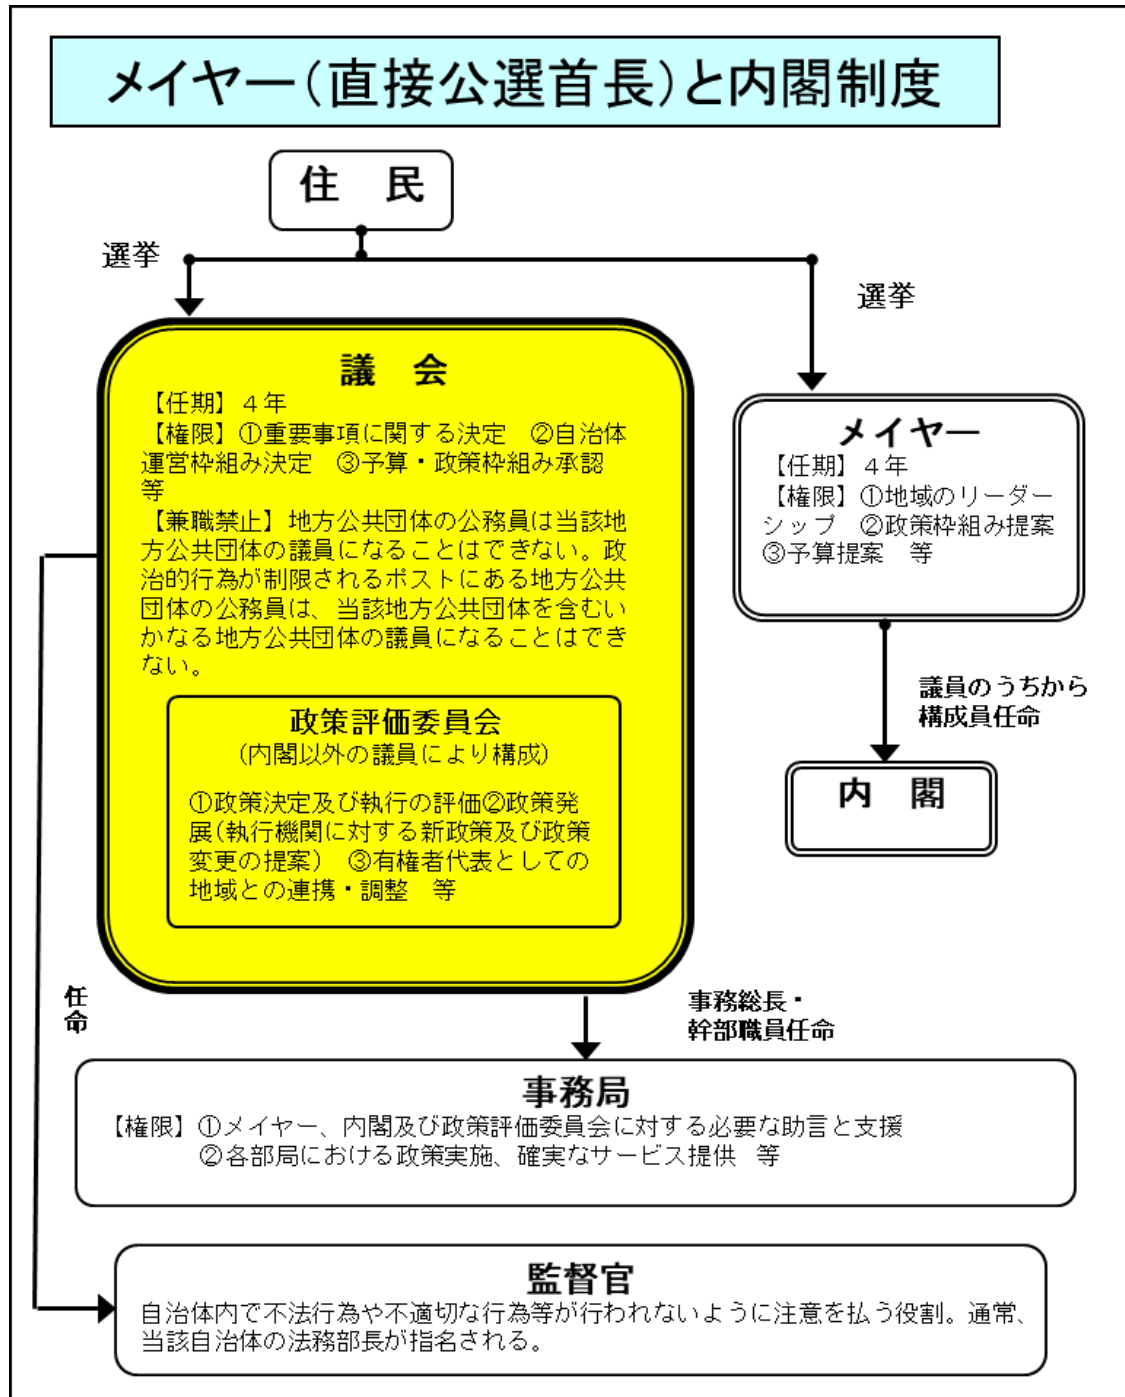 メイヤー(直接公選首長)と内閣制度
住　民
選挙
選挙
議　会
【任期】４年
【権限】①重要事項に関する決定　②自治体
運営枠組み決定　③予算・政策枠組み承認
等
【兼職禁止】地方公共団体の公務員は当該地
方公共団体の議員になることはできない。政
治的行為が制限されるポストにある地方公共
団体の公務員は、当該地方公共団体を含むい
かなる地方公共団体の議員になることはでき
ない。
政策評価委員会
(内閣以外の議員により構成)
①政策決定及び執行の評価②政策発
展(執行機関に対する新政策及び政策
変更の提案)　③有権者代表としての
地域との連携・調整　等
メイヤー
【任期】４年
【権限】①地域のリーダー
シップ　②政策枠組み提案
③予算提案　等
議員のうちから
構成員任命
内　閣
任
命
事務総長・
幹部職員任命
事務局
【権限】①メイヤー、内閣及び政策評価委員会に対する必要な助言と支援
②各部局における政策実施、確実なサービス提供　等
監督官
自治体内で不法行為や不適切な行為等が行われないように注意を払う役割。通常、
当該自治体の法務部長が指名される。